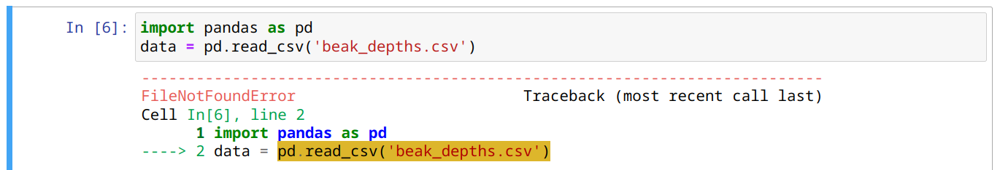 In [6]: import pandas as pd
data = pd.read_csv('beak_depths.csv')
---------------------------------------------------------------------------
FileNotFoundError                         Traceback (most recent call last)
Cell In[6], line 2
      1 import pandas as pd
----> 2 data = pd.read_csv('beak_depths.csv')